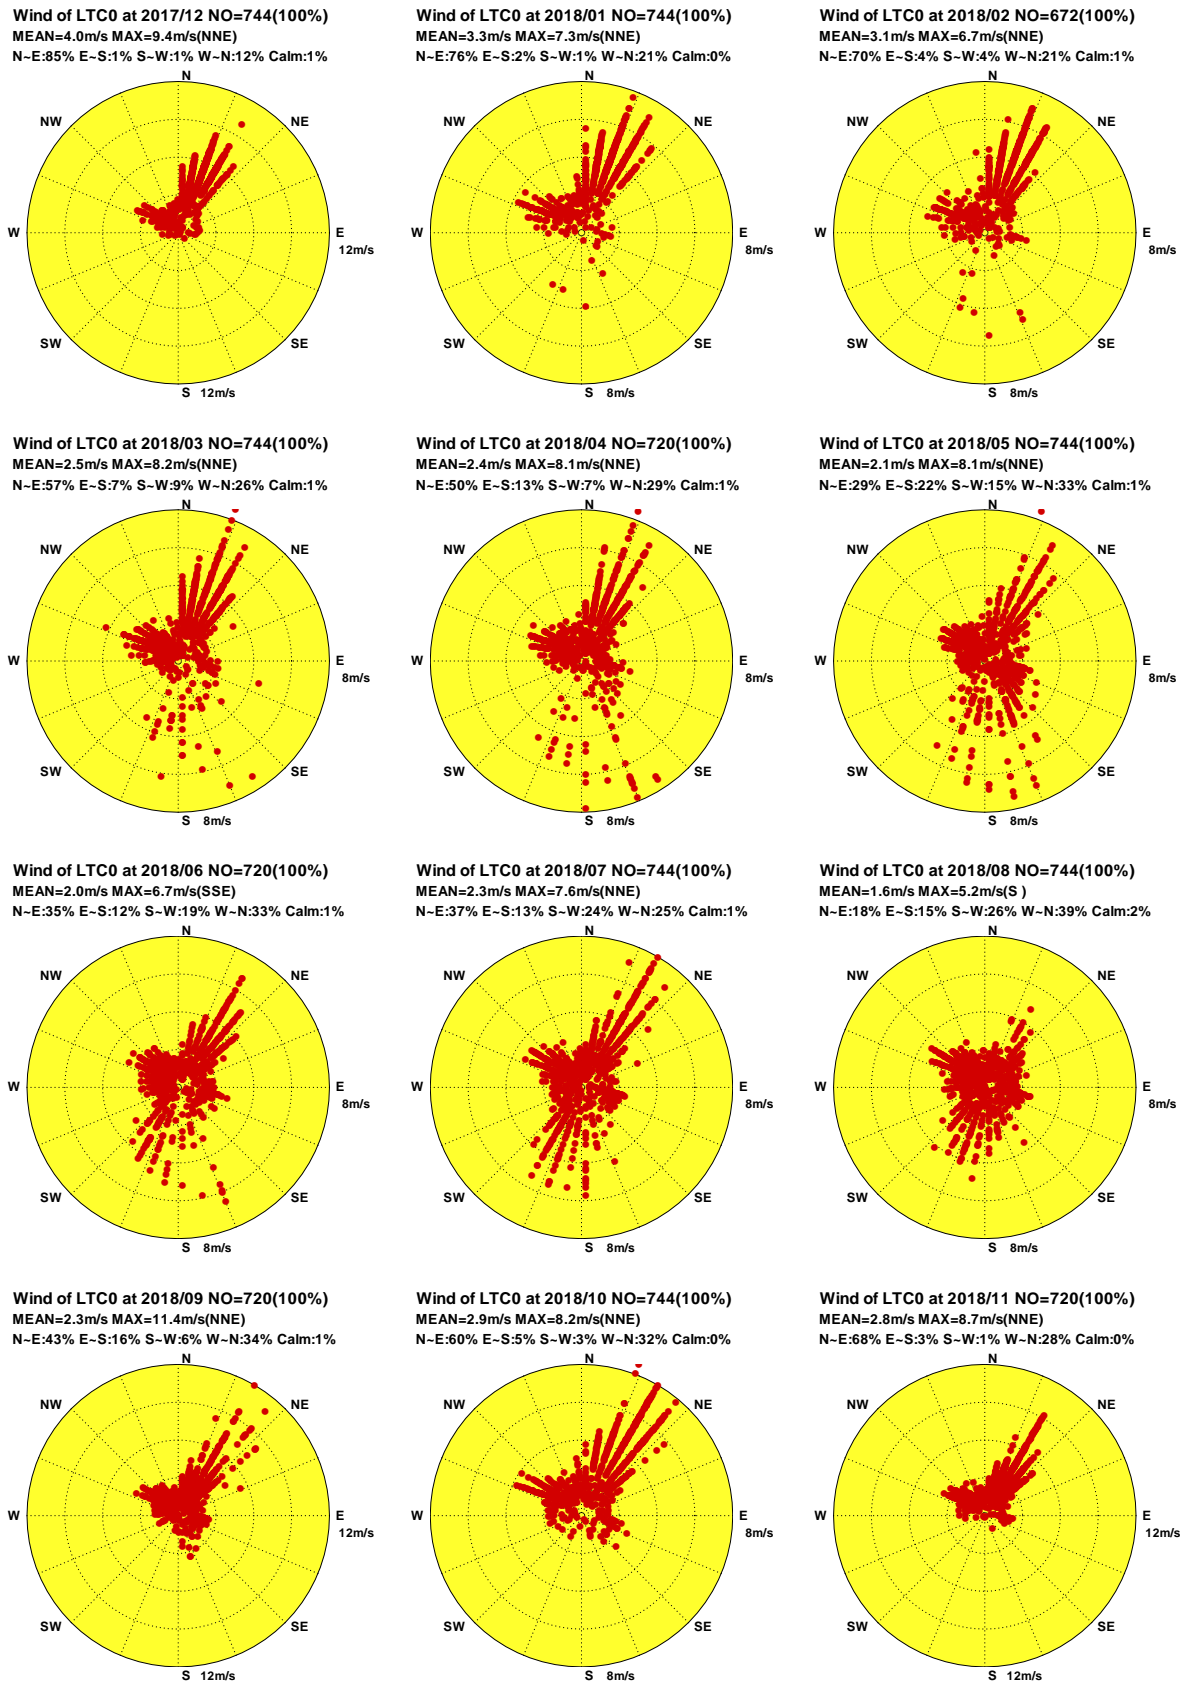 Wind of LTC0 at 2017/12 NO=744(100%)
MEAN=4.0m/s MAX=9.4m/s(NNE)
N~E:85% E~S:1% S~W:1% W~N:12% Calm:1%
N
NW
NE
W
E
12m/s
SW
SE
S 12m/s
Wind of LTC0 at 2018/01 NO=744(100%)
MEAN=3.3m/s MAX=7.3m/s(NNE)
N~E:76% E~S:2% S~W:1% W~N:21% Calm:0%
N
NW
NE
W
E
8m/s
SW
SE
S 8m/s
Wind of LTC0 at 2018/02 NO=672(100%)
MEAN=3.1m/s MAX=6.7m/s(NNE)
N~E:70% E~S:4% S~W:4% W~N:21% Calm:1%
N
NW
NE
W
E
8m/s
SW
SE
S 8m/s
Wind of LTC0 at 2018/03 NO=744(100%)
MEAN=2.5m/s MAX=8.2m/s(NNE)
N~E:57% E~S:7% S~W:9% W~N:26% Calm:1%
N
NW
NE
W
E
8m/s
SW
SE
S 8m/s
Wind of LTC0 at 2018/04 NO=720(100%)
MEAN=2.4m/s MAX=8.1m/s(NNE)
N~E:50% E~S:13% S~W:7% W~N:29% Calm:1%
N
NW
NE
W
E
8m/s
SW
SE
S 8m/s
Wind of LTC0 at 2018/05 NO=744(100%)
MEAN=2.1m/s MAX=8.1m/s(NNE)
N~E:29% E~S:22% S~W:15% W~N:33% Calm:1%
N
NW
NE
W
E
8m/s
SW
SE
S 8m/s
Wind of LTC0 at 2018/06 NO=720(100%)
MEAN=2.0m/s MAX=6.7m/s(SSE)
N~E:35% E~S:12% S~W:19% W~N:33% Calm:1%
N
NW
NE
W
E
8m/s
SW
SE
S 8m/s
Wind of LTC0 at 2018/07 NO=744(100%)
MEAN=2.3m/s MAX=7.6m/s(NNE)
N~E:37% E~S:13% S~W:24% W~N:25% Calm:1%
N
NW
NE
W
E
8m/s
SW
SE
S 8m/s
Wind of LTC0 at 2018/08 NO=744(100%)
MEAN=1.6m/s MAX=5.2m/s(S )
N~E:18% E~S:15% S~W:26% W~N:39% Calm:2%
N
NW
NE
W
E
8m/s
SW
SE
S 8m/s
Wind of LTC0 at 2018/09 NO=720(100%)
MEAN=2.3m/s MAX=11.4m/s(NNE)
N~E:43% E~S:16% S~W:6% W~N:34% Calm:1%
N
NW
NE
W
E
12m/s
SW
SE
S 12m/s
Wind of LTC0 at 2018/10 NO=744(100%)
MEAN=2.9m/s MAX=8.2m/s(NNE)
N~E:60% E~S:5% S~W:3% W~N:32% Calm:0%
N
NW
NE
W
E
8m/s
SW
SE
S 8m/s
Wind of LTC0 at 2018/11 NO=720(100%)
MEAN=2.8m/s MAX=8.7m/s(NNE)
N~E:68% E~S:3% S~W:1% W~N:28% Calm:0%
N
NW
NE
W
E
12m/s
SW
SE
S 12m/s